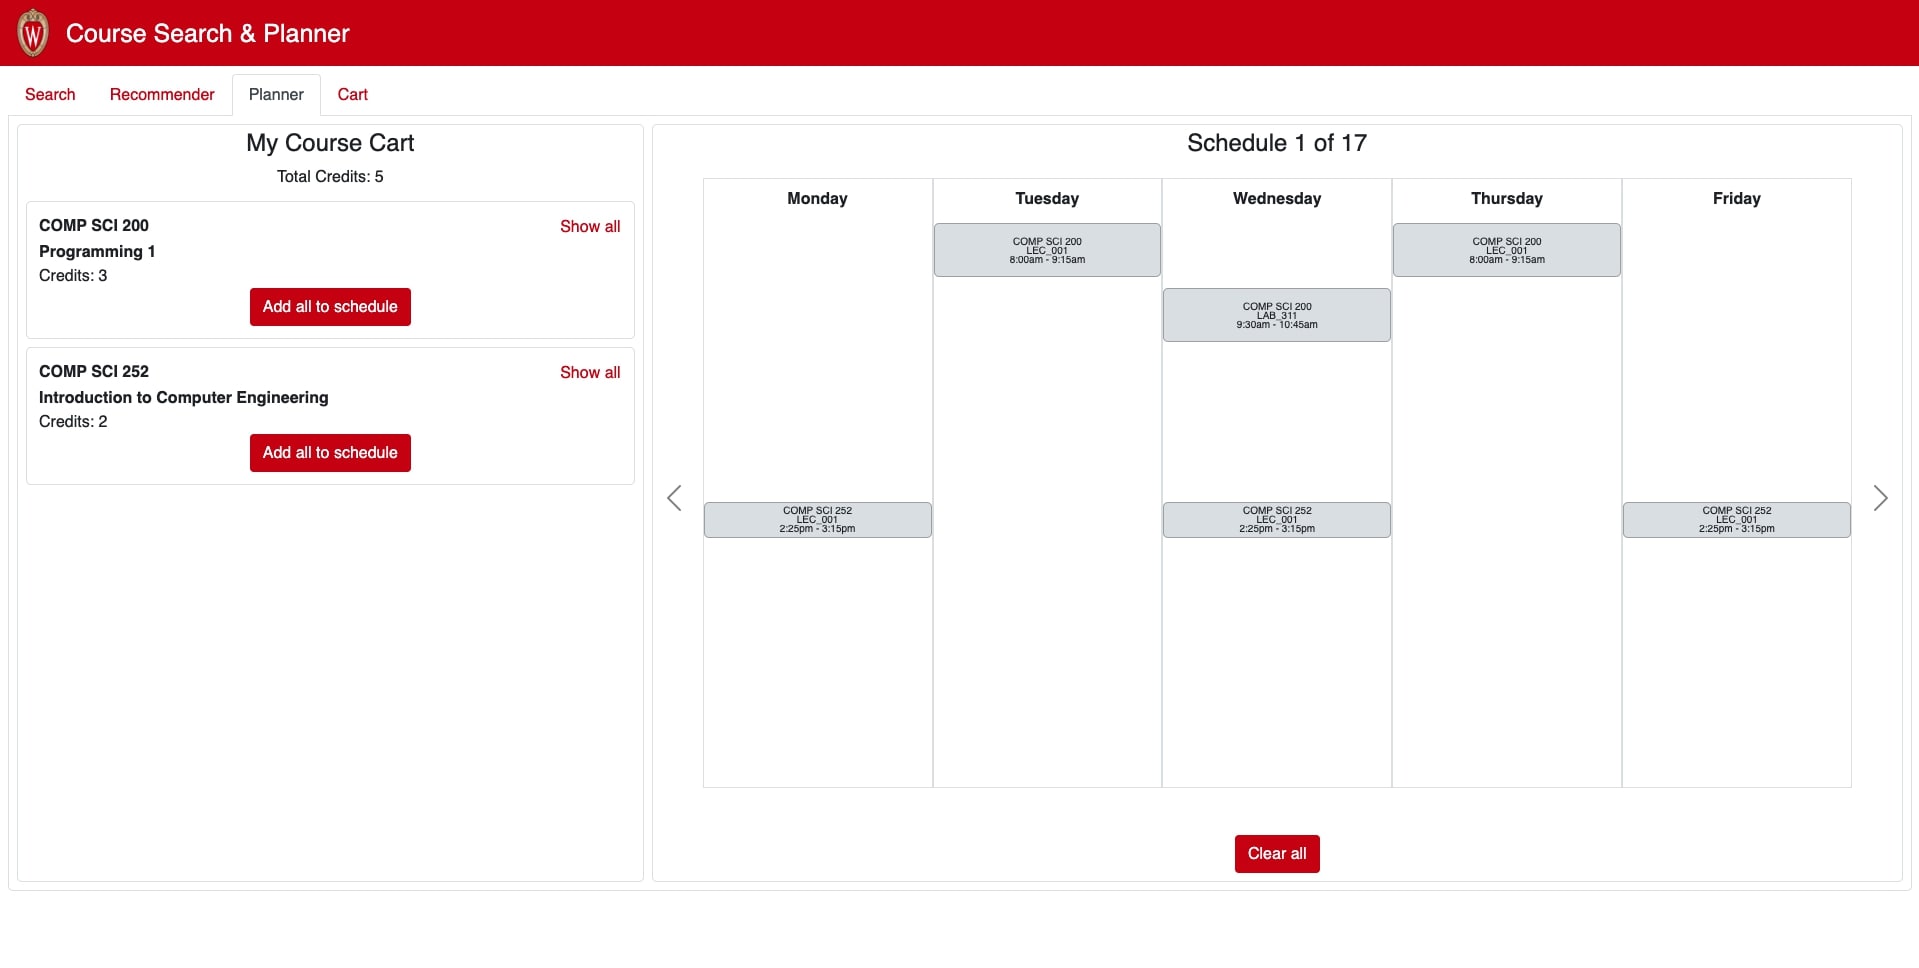 W
Course Search & Planner
Search
Recommender
Planner
Cart
My Course Cart
Total Credits: 5
COMP SCI 200
Show all
Programming 1
Credits: 3
Add all to schedule
COMP SCI 252
Show all
Introduction to Computer Engineering
Credits: 2
Add all to schedule
Schedule 1 of 17
Monday
COMP SCI 252
LEC_001
2:25pm - 3:15pm
Tuesday
COMP SCI 200
LEC_001
8:00am - 9:15am
Wednesday
COMP SCI 200
LAB_311
9:30am - 10:45am
COMP SCI 252
LEC_001
2:25pm - 3:15pm
Thursday
COMP SCI 200
LEC_001
8:00am - 9:15am
Friday
COMP SCI 252
LEC_001
2:25pm - 3:15pm
Clear all